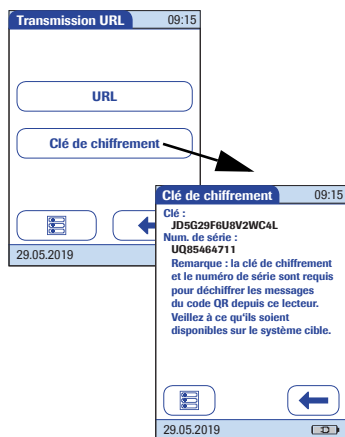 Transmission URL 09:15
URL
Clé de chiffrement
29.05.2019
Clé de chiffrement 09:15
Clé :
JD5G29F6U8V2WC4L
Num. de série :
UQ85464711
Remarque : la clé de chiffrement
et le numéro de série sont requis
pour déchiffrer les messages
du code QR depuis ce lecteur.
Veillez à ce qu'ils soient
disponibles sur le système cible.
29.05.2019